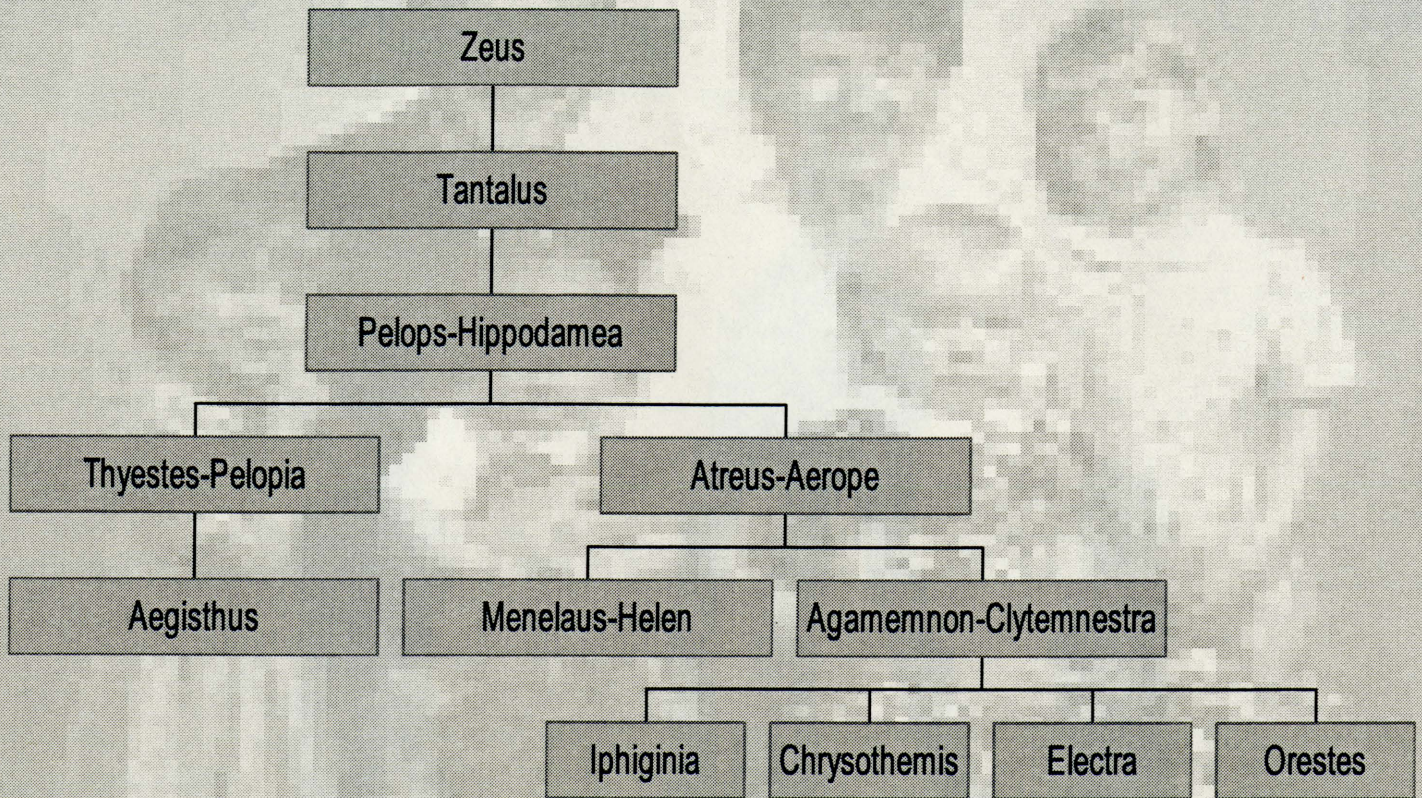 Zeus
Tantalus
Pelops-Hippodamea
Thyestes-Pelopia
Atreus-Aerope
Aegisthus
Menelaus-Helen
Agamemnon-Clytemnestra
Iphiginia
Chrysothemis
Electra
Orestes